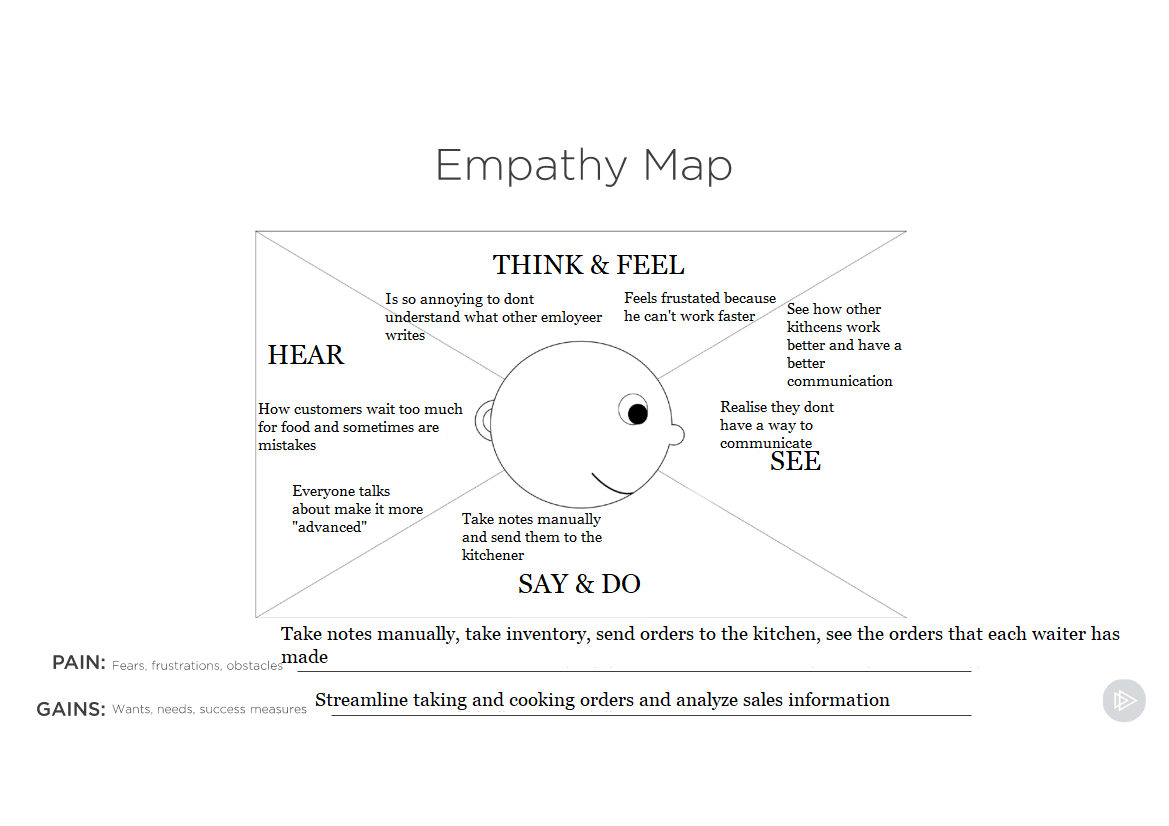 Empathy Map
THINK & FEEL
Is so annoying to dont
understand what other emloyeer
writes
Feels frustated because
he can't work faster
See how other
kithcens work
better and have a
better
communication
HEAR
How customers wait too much
for food and sometimes are
mistakes
Realise they dont
have a way to
communicate
SEE
Everyone talks
about make it more
"advanced"
Take notes manually
and send them to the
kitchener
SAY & DO
PAIN: Fears, frustrations, obstacles
Take notes manually, take inventory, send orders to the kitchen, see the orders that each waiter has
made
GAINS: Wants, needs, success measures
Streamline taking and cooking orders and analyze sales information